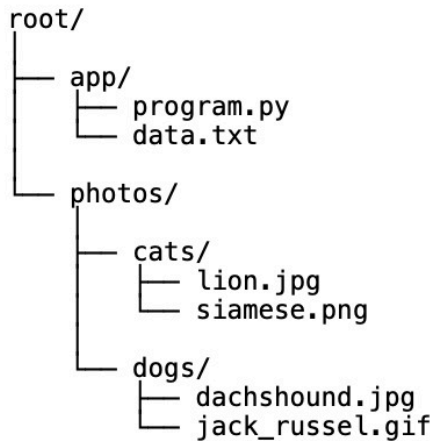 root/
app/
program.py
data.txt
photos/
cats/
lion.jpg
siamese.png
dogs/
dachshound.jpg
jack_russel.gif